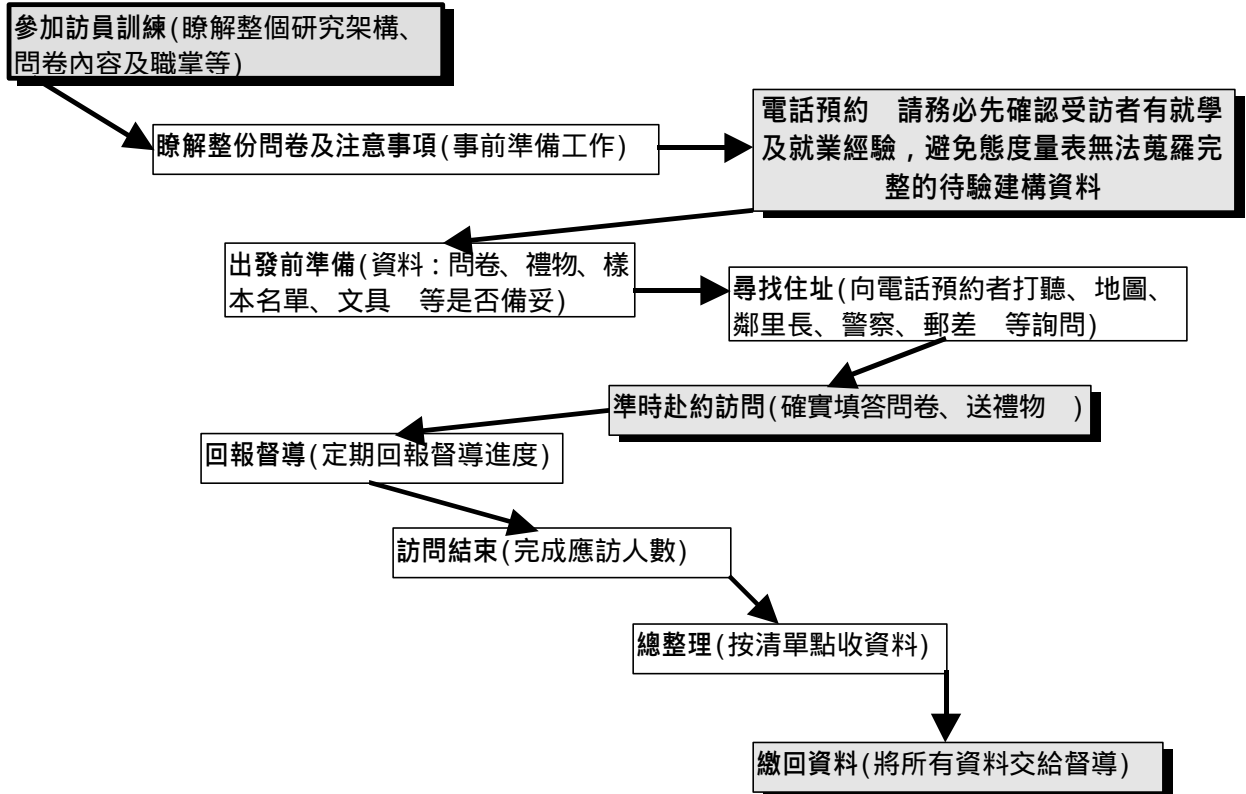 參加訪員訓練(瞭解整個研究架構、
問卷內容及職掌等)
瞭解整份問卷及注意事項(事前準備工作)
電話預約　請務必先確認受訪者有就學
及就業經驗，避免態度量表無法蒐羅完
整的待驗建構資料
出發前準備(資料：問卷、禮物、樣
本名單、文具　等是否備妥)
尋找住址(向電話預約者打聽、地圖、
鄰里長、警察、郵差　等詢問)
準時赴約訪問(確實填答問卷、送禮物　)
回報督導(定期回報督導進度)
訪問結束(完成應訪人數)
總整理(按清單點收資料)
繳回資料(將所有資料交給督導)